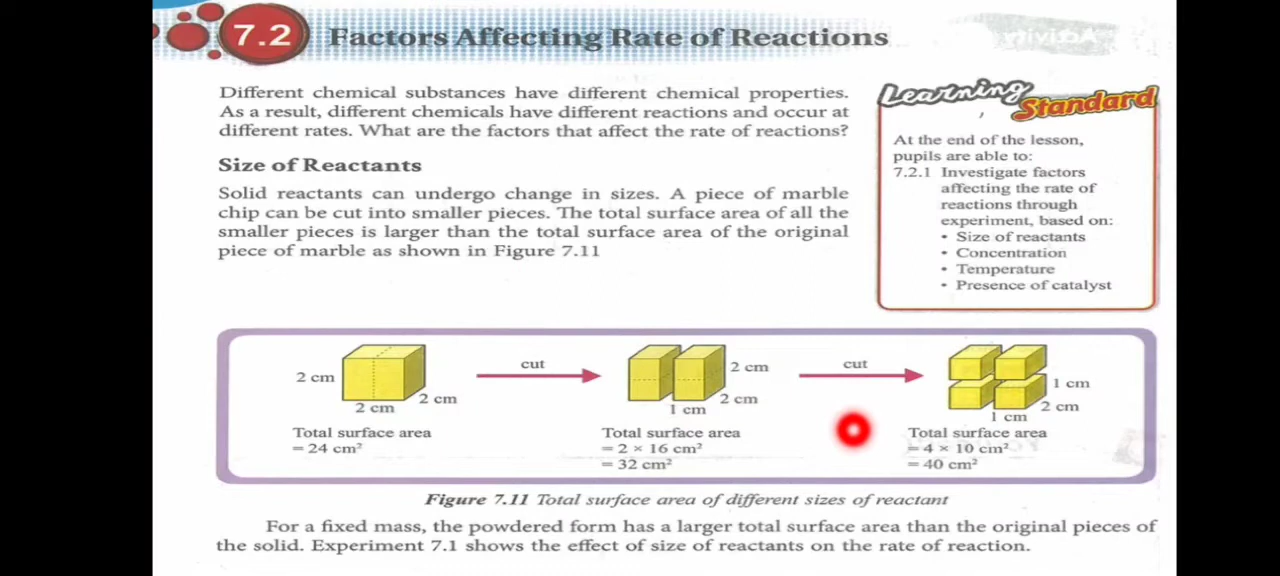 7.2 Factors Affecting Rate of Reactions
Different chemical substances have different chemical properties.
As a result, different chemicals have different reactions and occur at
different rates. What are the factors that affect the rate of reactions?
Size of Reactants
Solid reactants can undergo change in sizes. A piece of marble
chip can be cut into smaller pieces. The total surface area of all the
smaller pieces is larger than the total surface area of the original
piece of marble as shown in Figure 7.11
Learning
Standard
At the end of the lesson,
pupils are able to:
7.2.1 Investigate factors
affecting the rate of
reactions through
experiment, based on:
• Size of reactants
• Concentration
• Temperature
• Presence of catalyst
2 cm
2 cm
2 cm
Total surface area
= 24 cm²
cut
2 cm
2 cm
1 cm
Total surface area
= 2 × 16 cm²
= 32 cm²
cut
1 cm
2 cm
1 cm
Total surface area
= 4 × 10 cm²
= 40 cm²
Figure 7.11 Total surface area of different sizes of reactant
For a fixed mass, the powdered form has a larger total surface area than the original pieces of
the solid. Experiment 7.1 shows the effect of size of reactants on the rate of reaction.